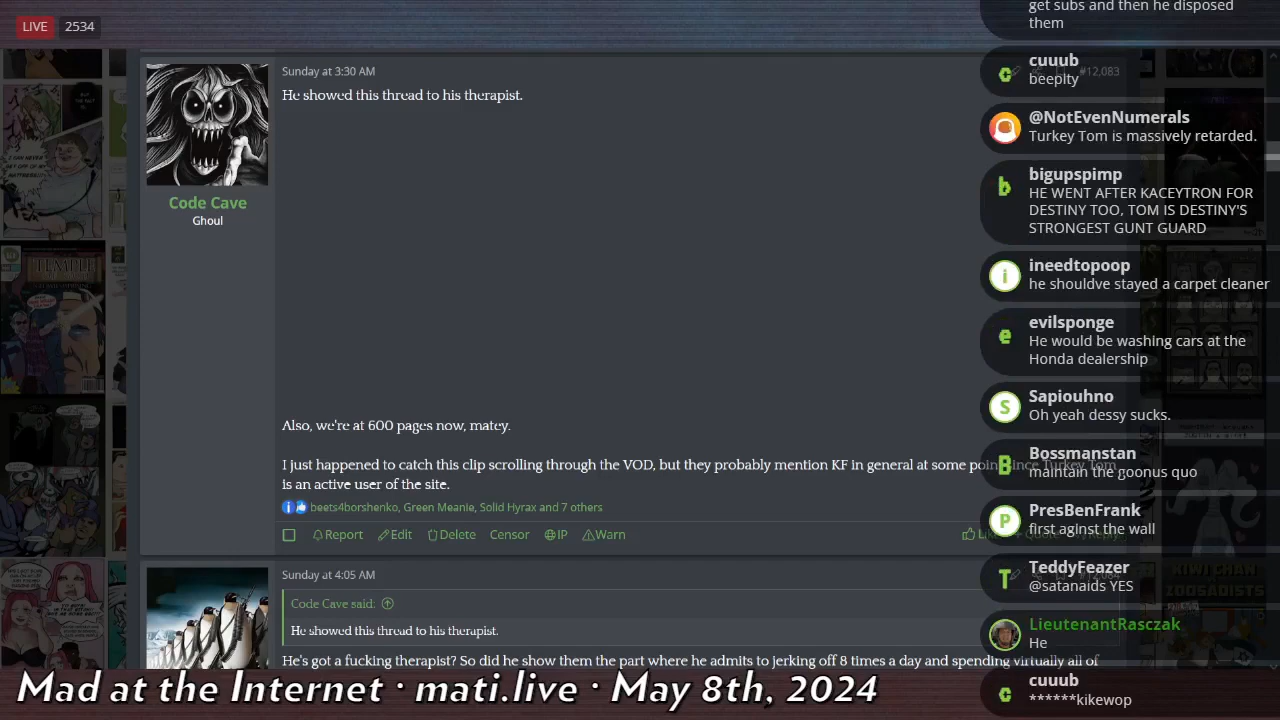 LIVE 2534
Sunday at 3:30 AM
#12,083
He showed this thread to his therapist.
Code Cave
Ghoul
Also, we're at 600 pages now, matey.
I just happened to catch this clip scrolling through the VOD, but they probably mention KF in general at some point since Turkey Tom
is an active user of the site.
beets4borshenko, Green Meanie, Solid Hyrax and 7 others
Report Edit Delete Censor IP Warn
Sunday at 4:05 AM
Code Cave said:
He showed this thread to his therapist.
He's got a fucking therapist? So did he show them the part where he admits to jerking off 8 times a day and spending virtually all of
get subs and then he disposed
them
cuuub
beeplty
@NotEvenNumerals
Turkey Tom is massively retarded.
bigupspimp
HE WENT AFTER KACEYTRON FOR
DESTINY TOO, TOM IS DESTINY'S
STRONGEST GUNT GUARD
ineedtopoop
he shouldve stayed a carpet cleaner
evilsponge
He would be washing cars at the
Honda dealership
Sapiouhno
Oh yeah dessy sucks.
Bossmanstan
maintain the goonus quo
PresBenFrank
first aginst the wall
TeddyFeazer
@satanaids YES
LieutenantRasczak
He
cuuub
******kikewop
KIWI CHAN
ZOOSADISTS
Mad at the Internet · mati.live · May 8th, 2024